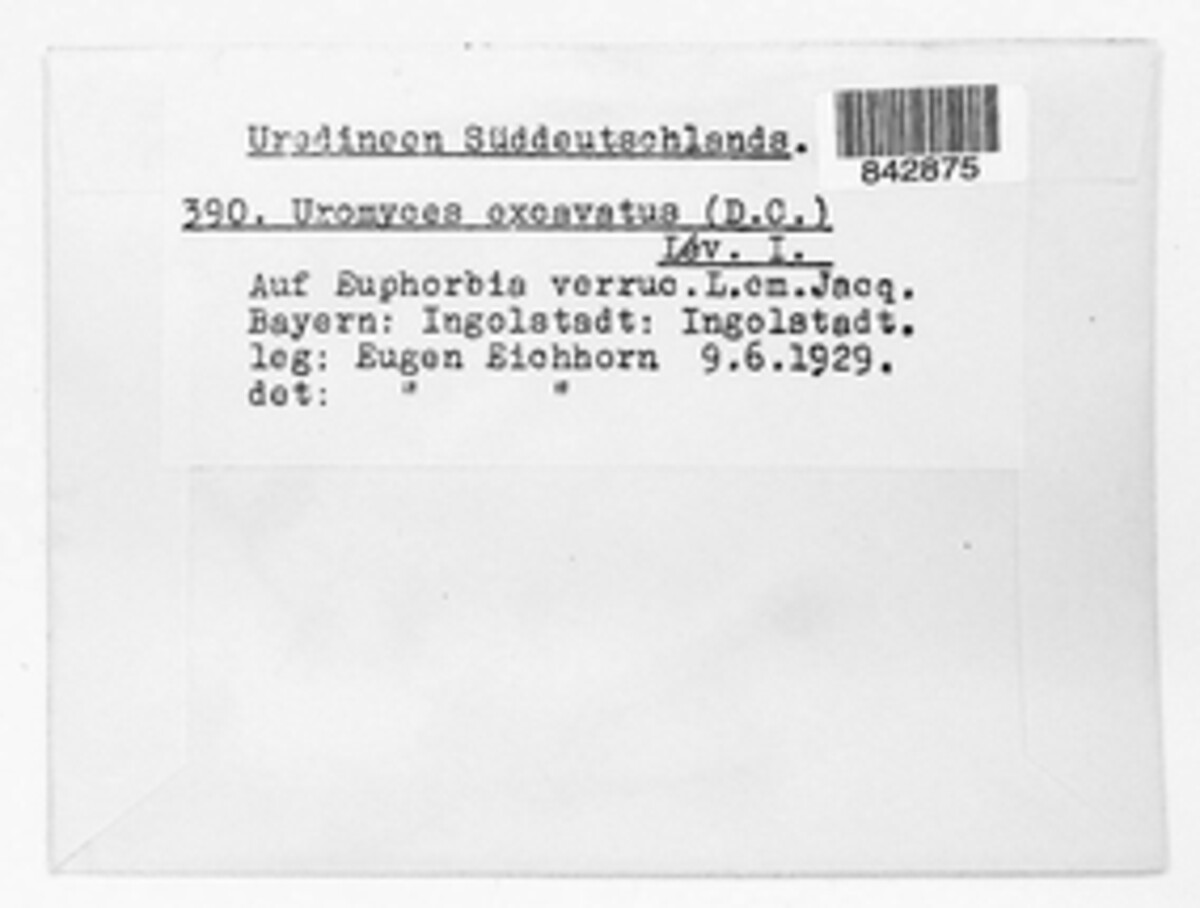 Uredineen Süddeutschlands.
842875
390. Uromyces excavatus (D.C.)
Lév. I.
Auf Euphorbia verruc.L.em.Jacq.
Bayern: Ingolstadt: Ingolstadt.
leg: Eugen Eichhorn 9.6.1929.
det: " "